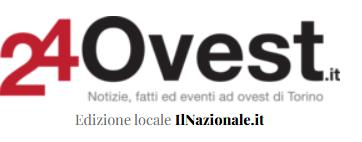 24Ovest.it
Notizie, fatti ed eventi ad ovest di Torino
Edizione locale IlNazionale.it